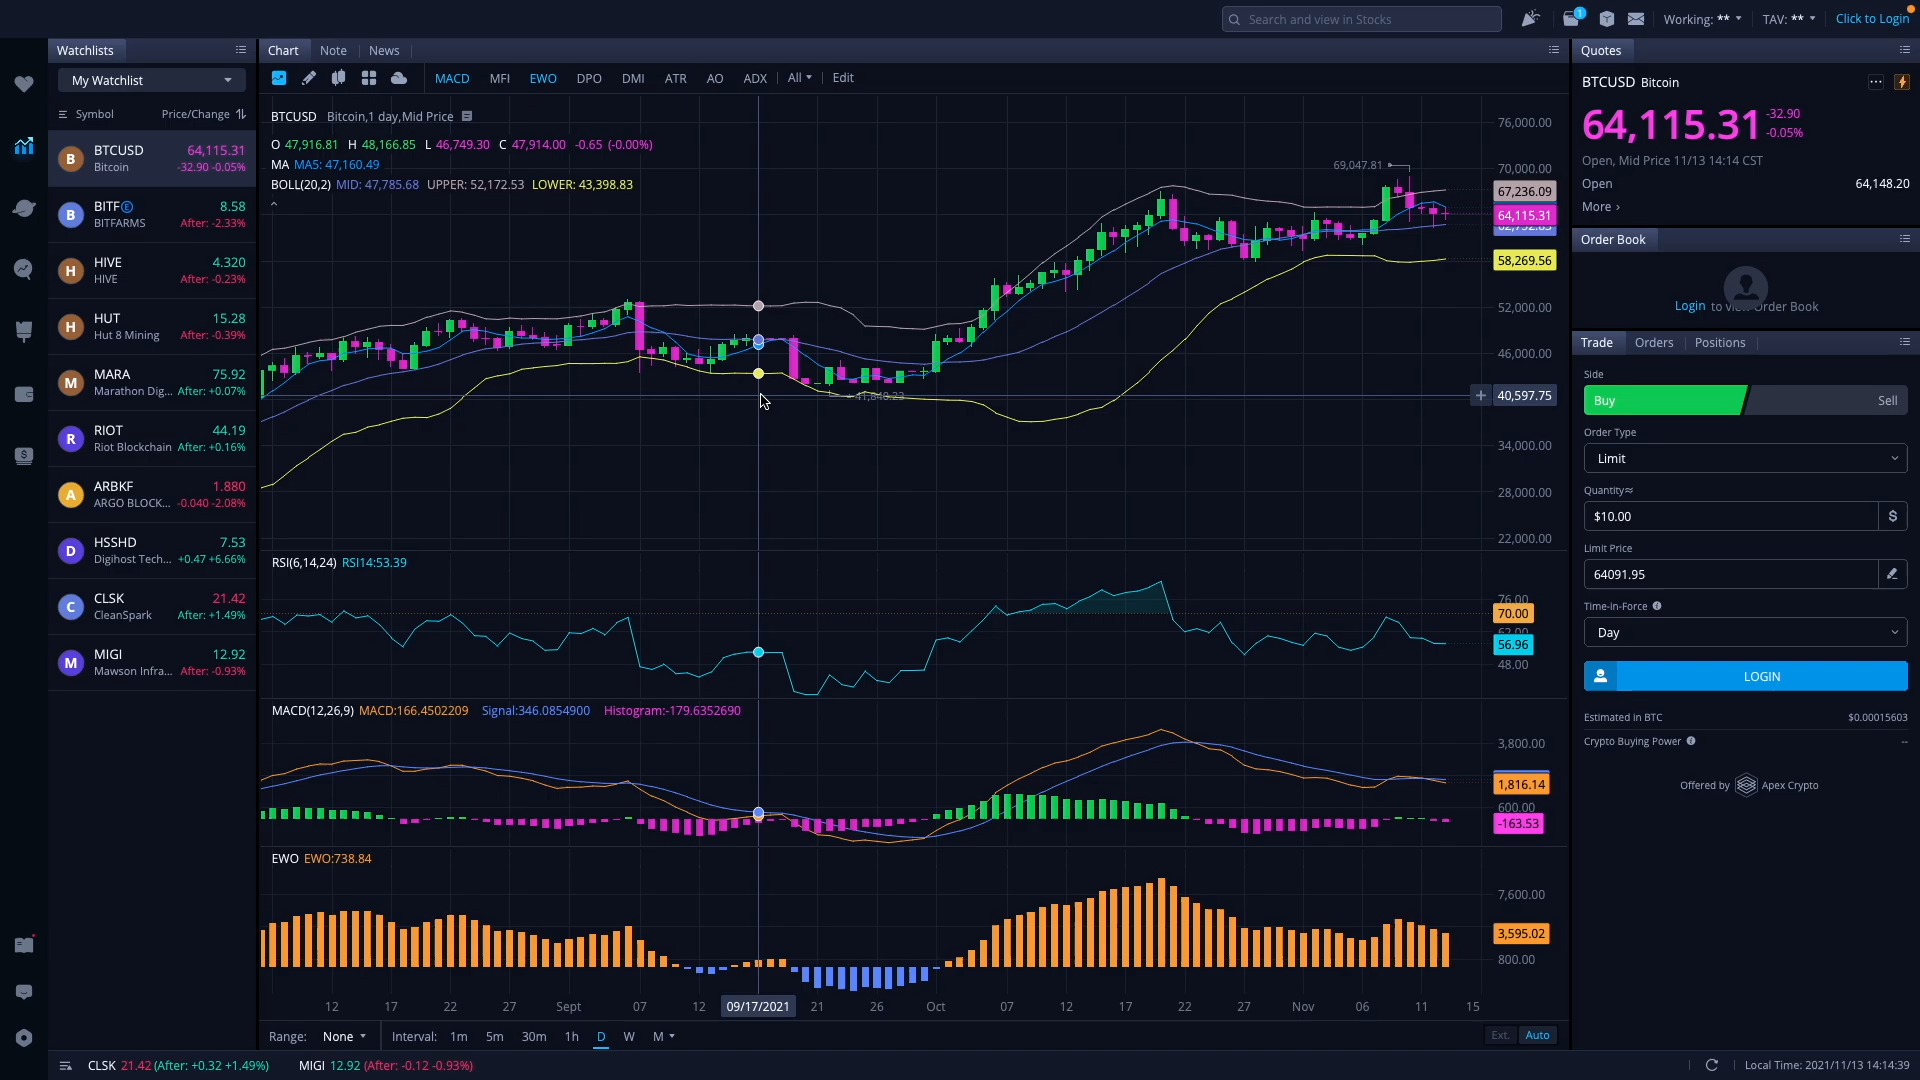 Search and view in Stocks
1
Working: **
TAV: **
Click to Login
Watchlists
My Watchlist
Symbol Price/Change
B BTCUSD 64,115.31
Bitcoin -32.90 -0.05%
B BITF E 8.58
BITFARMS After: -2.33%
H HIVE 4.320
HIVE After: -0.23%
H HUT 15.28
Hut 8 Mining After: -0.39%
M MARA 75.92
Marathon Dig... After: +0.07%
R RIOT 44.19
Riot Blockchain After: +0.16%
A ARBKF 1.880
ARGO BLOCK... -0.040 -2.08%
D HSSHD 7.53
Digihost Tech... +0.47 +6.66%
C CLSK 21.42
CleanSpark After: +1.49%
M MIGI 12.92
Mawson Infra... After: -0.93%
Chart Note News
MACD MFI EWO DPO DMI ATR AO ADX All Edit
BTCUSD Bitcoin,1 day,Mid Price
O 47,916.81 H 48,166.85 L 46,749.30 C 47,914.00 -0.65 (-0.00%)
MA MA5: 47,160.49
BOLL(20,2) MID: 47,785.68 UPPER: 52,172.53 LOWER: 43,398.83
69,047.81
41,840.23
76,000.00
70,000.00
67,236.09
64,115.31
62,752.83
58,269.56
52,000.00
46,000.00
40,597.75
34,000.00
28,000.00
22,000.00
RSI(6,14,24) RSI14:53.39
76.00
70.00
62.00
56.96
48.00
MACD(12,26,9) MACD:166.4502209 Signal:346.0854900 Histogram:-179.6352690
3,800.00
1,816.14
600.00
-163.53
EWO EWO:738.84
7,600.00
3,595.02
800.00
12 17 22 27 Sept 07 12 09/17/2021 21 26 Oct 07 12 17 22 27 Nov 06 11 15
Range: None Interval: 1m 5m 30m 1h D W M Ext. Auto
Quotes
BTCUSD Bitcoin
64,115.31 -32.90
-0.05%
Open, Mid Price 11/13 14:14 CST
Open 64,148.20
More ›
Order Book
Login to view Order Book
Trade Orders Positions
Side
Buy Sell
Order Type
Limit
Quantity≈
$10.00 $
Limit Price
64091.95
Time-In-Force
Day
LOGIN
Estimated in BTC $0.00015603
Crypto Buying Power --
Offered by Apex Crypto
CLSK 21.42 (After: +0.32 +1.49%) MIGI 12.92 (After: -0.12 -0.93%)
Local Time: 2021/11/13 14:14:39